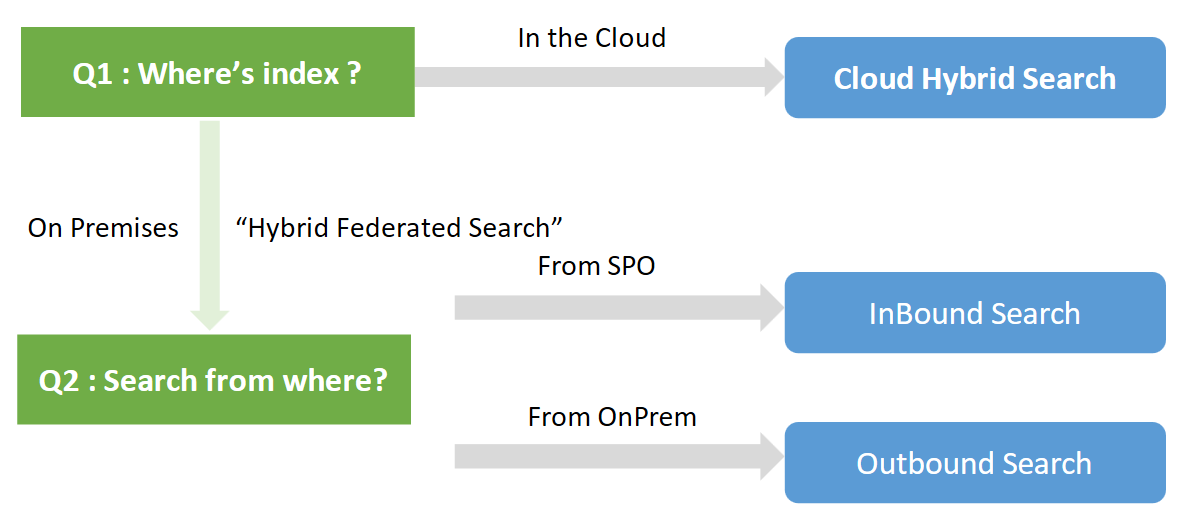 In the Cloud
Q1 : Where’s index ?
Cloud Hybrid Search
On Premises
“Hybrid Federated Search”
From SPO
InBound Search
Q2 : Search from where?
From OnPrem
Outbound Search